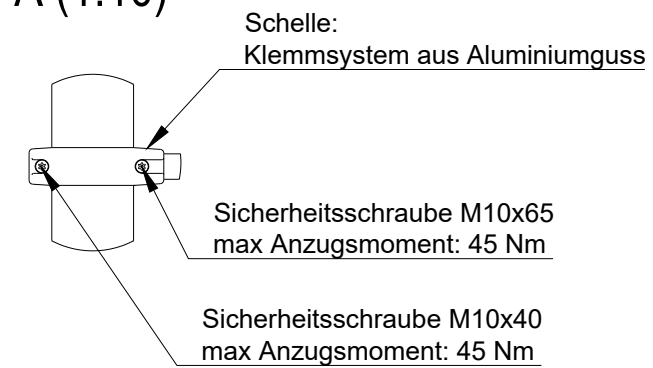 A (1:10)
Schelle:
Klemmsystem aus Aluminiumguss
Sicherheitsschraube M10x65
max Anzugsmoment: 45 Nm
Sicherheitsschraube M10x40
max Anzugsmoment: 45 Nm